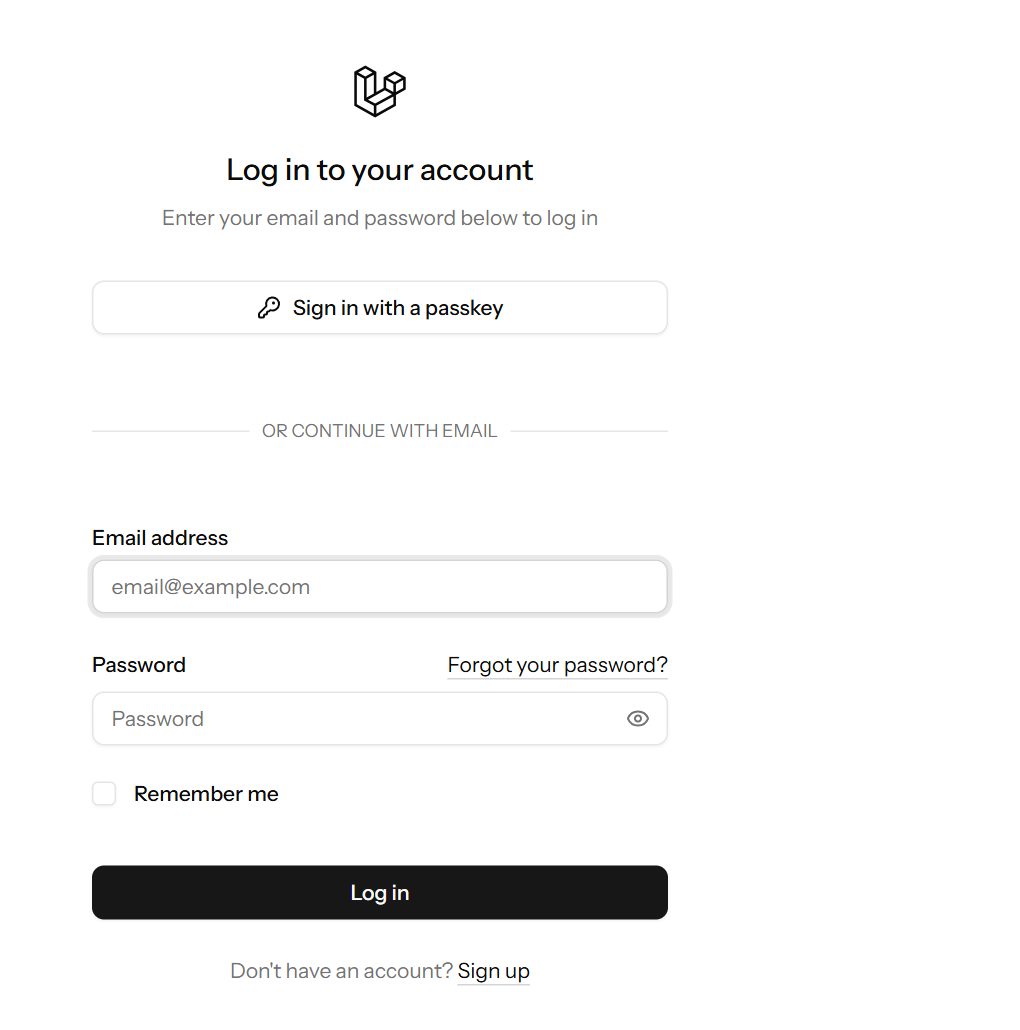 Log in to your account
Enter your email and password below to log in
Sign in with a passkey
OR CONTINUE WITH EMAIL
Email address
email@example.com
Password
Forgot your password?
Password
Remember me
Log in
Don't have an account? Sign up